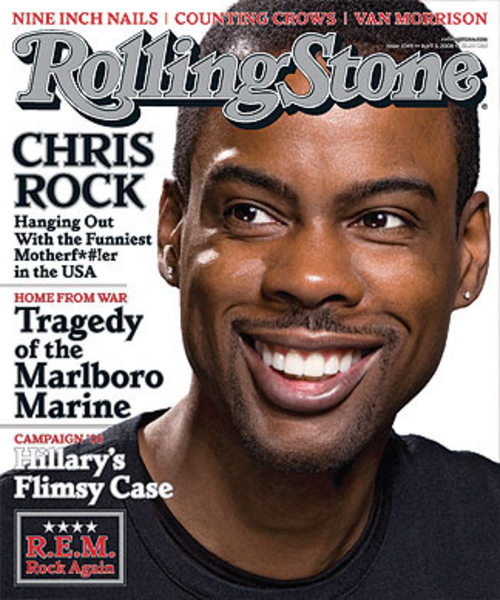 NINE INCH NAILS | COUNTING CROWS | VAN MORRISON
RollingStone
CHRIS
ROCK
Hanging Out
With the Funniest
Motherf*#!er
in the USA
HOME FROM WAR
Tragedy
of the
Marlboro
Marine
CAMPAIGN '08
Hillary's
Flimsy Case
★★★★
R.E.M.
Rock Again